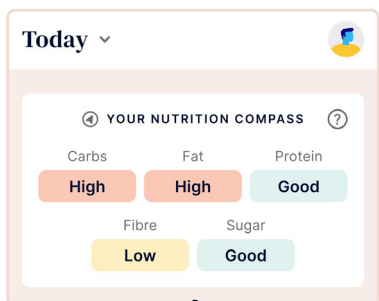 Today
YOUR NUTRITION COMPASS ?
Carbs Fat Protein
High High Good
Fibre Sugar
Low Good